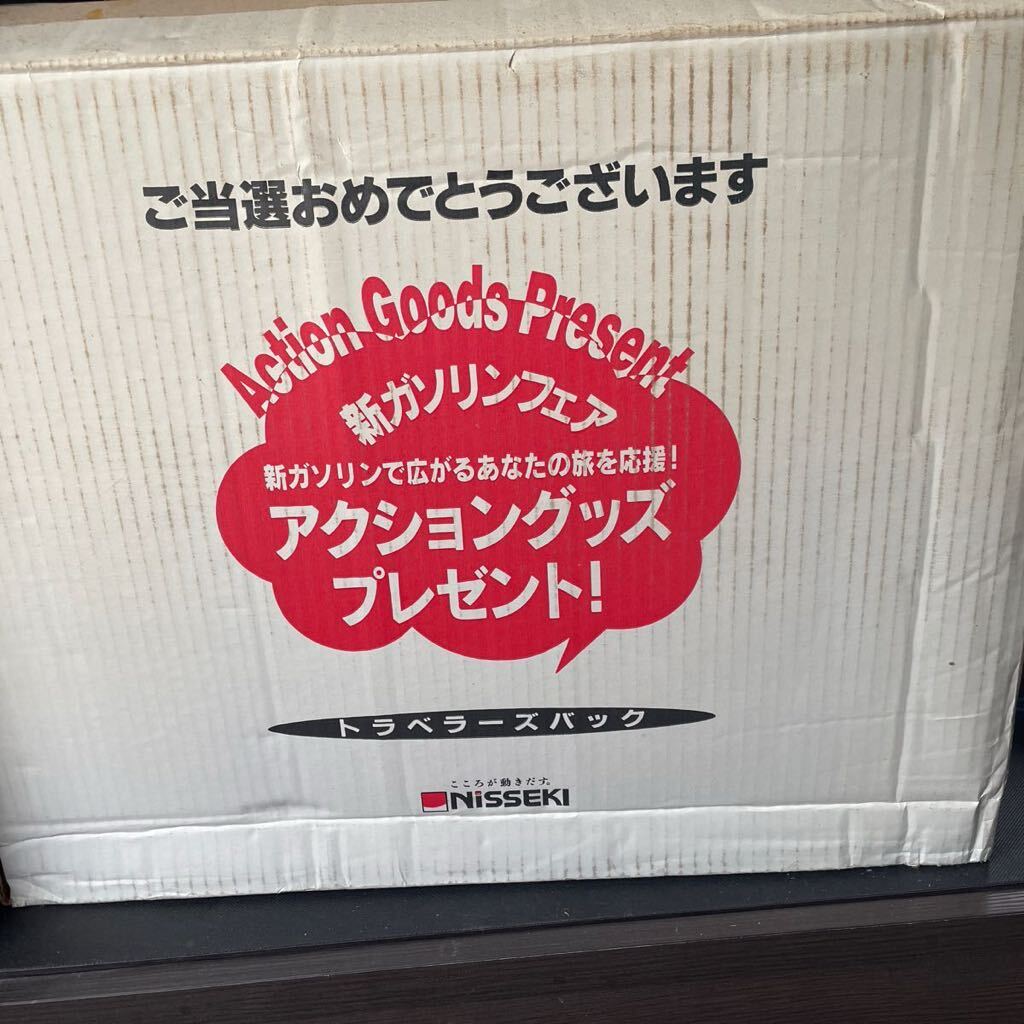 ご当選おめでとうございます
Action Goods Present
新ガソリンフェア
新ガソリンで広がるあなたの旅を応援!
アクショングッズ
プレゼント!
トラベラーズバック
こころが動きだす。
NiSSEKI